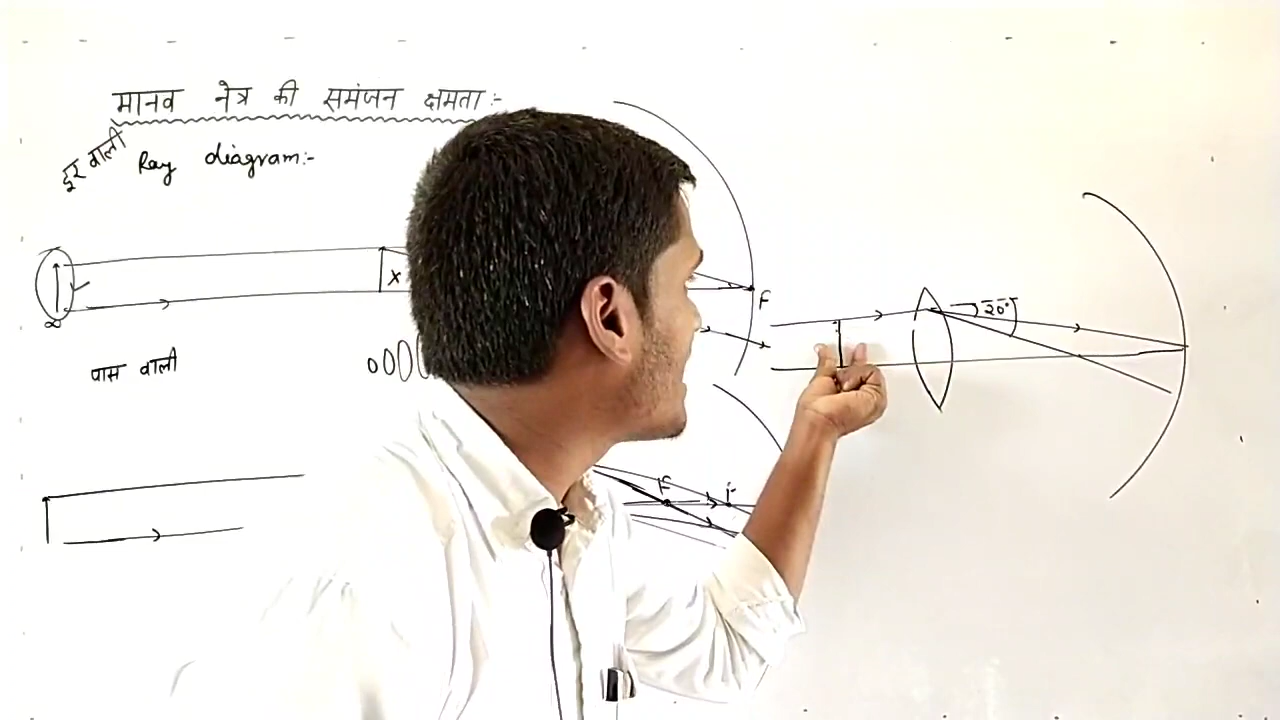 मानव नेत्र की समंजन क्षमता :-
दूर वाली
Ray diagram:-
X
F
∞
20°
पास वाली
F